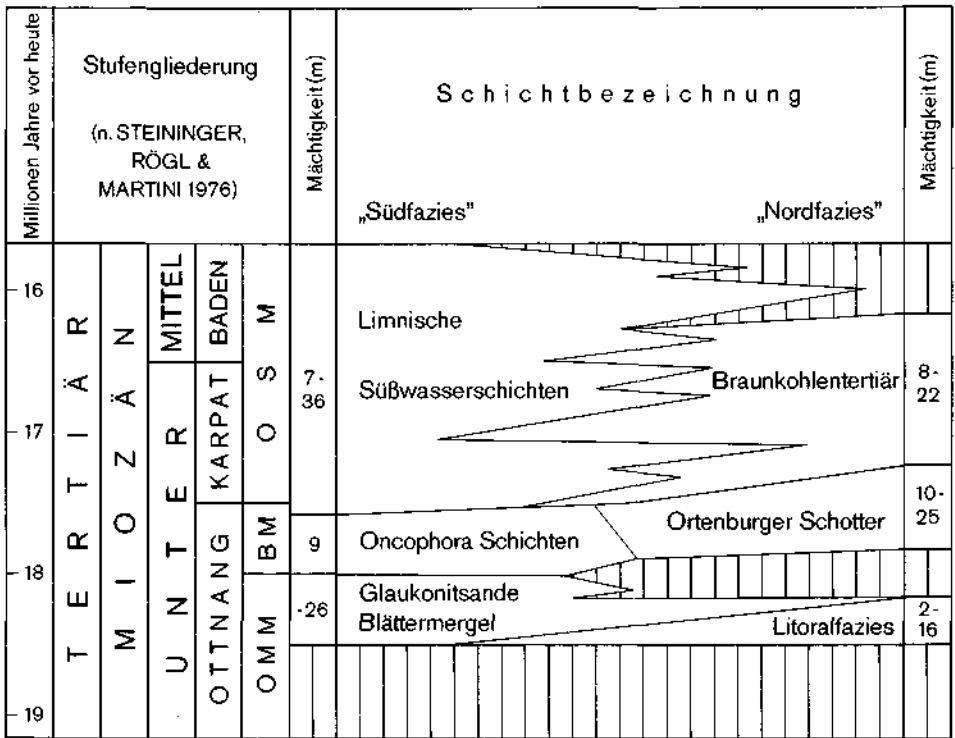 Millionen Jahre vor heute
Stufengliederung
(n. STEININGER,
RÖGL &
MARTINI 1976)
Mächtigkeit (m)
Schichtbezeichnung
„Südfazies”
„Nordfazies”
Mächtigkeit (m)
16
17
18
19
TERTIÄR
MIOZÄN
MITTEL
UNTER
BADEN
KARPAT
OTTNANG
OSM
BM
OMM
7-
36
9
-26
Limnische
Süßwasserschichten
Braunkohlentertiär
8-
22
Oncophora Schichten
Ortenburger Schotter
10-
25
Glaukonitsande
Blättermergel
Litoralfazies
2-
16